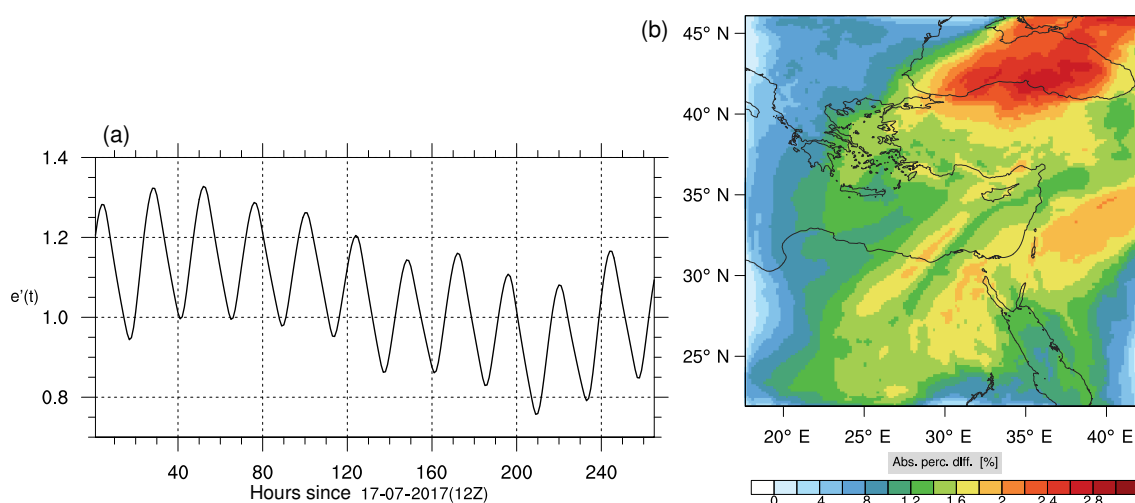 (a)
1.4
1.2
1.0
0.8
e'(t)
40 80 120 160 200 240
Hours since 17-07-2017(12Z)
(b)
45° N
40° N
35° N
30° N
25° N
20° E 25° E 30° E 35° E 40° E
Abs. perc. diff. [%]
0 .4 .8 1.2 1.6 2 2.4 2.8